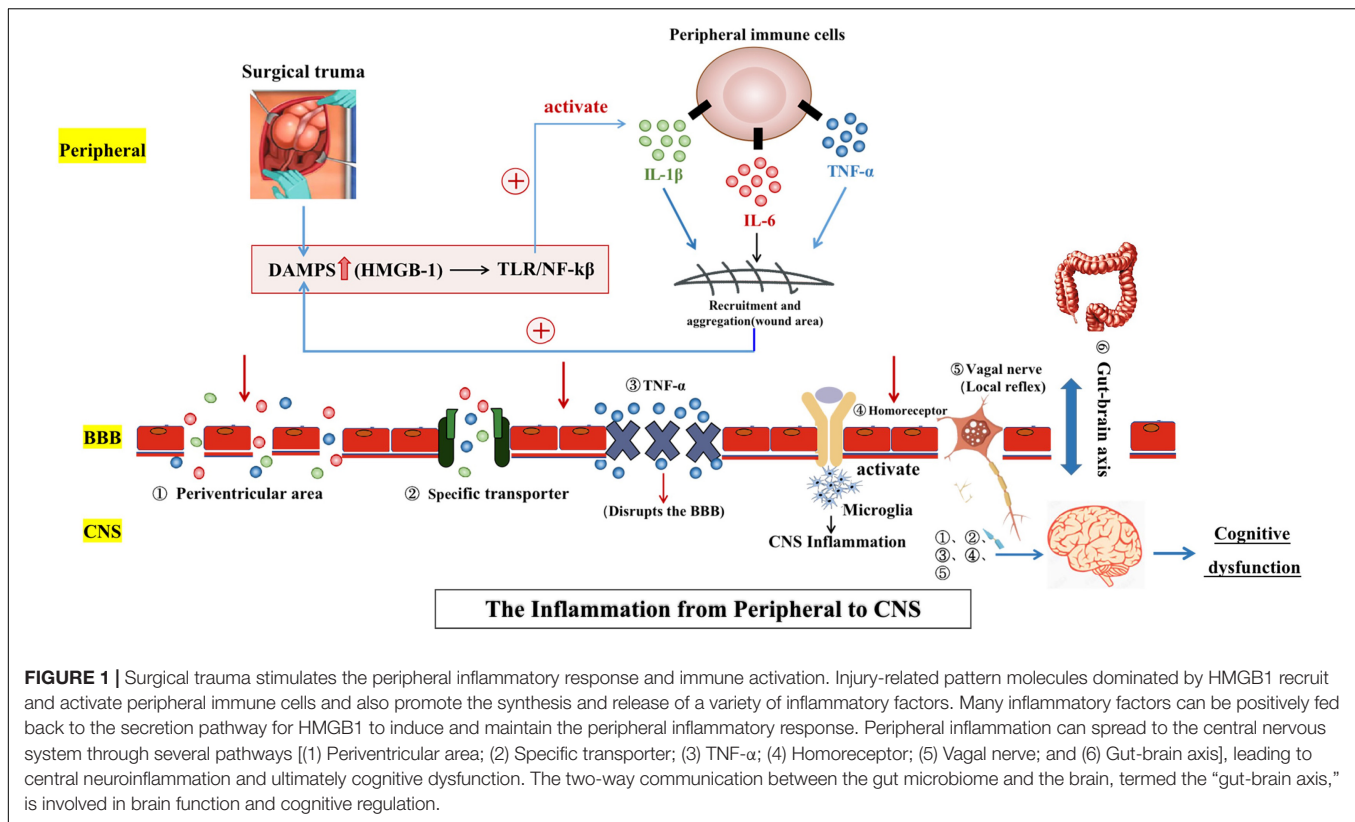 Peripheral immune cells
Surgical truma
activate
Peripheral
IL-1β
TNF-α
IL-6
DAMPS (HMGB-1) TLR/NF-kβ
Recruitment and
aggregation(wound area)
⑥ Gut-brain axis
③ TNF-α
⑤ Vagal nerve
(Local reflex)
④ Homoreceptor
BBB
activate
① Periventricular area
② Specific transporter
(Disrupts the BBB)
Microglia
CNS
CNS Inflammation
①、②、
③、④、
⑤
Cognitive
dysfunction
The Inflammation from Peripheral to CNS
FIGURE 1 | Surgical trauma stimulates the peripheral inflammatory response and immune activation. Injury-related pattern molecules dominated by HMGB1 recruit
and activate peripheral immune cells and also promote the synthesis and release of a variety of inflammatory factors. Many inflammatory factors can be positively fed
back to the secretion pathway for HMGB1 to induce and maintain the peripheral inflammatory response. Peripheral inflammation can spread to the central nervous
system through several pathways [(1) Periventricular area; (2) Specific transporter; (3) TNF-α; (4) Homoreceptor; (5) Vagal nerve; and (6) Gut-brain axis], leading to
central neuroinflammation and ultimately cognitive dysfunction. The two-way communication between the gut microbiome and the brain, termed the “gut-brain axis,”
is involved in brain function and cognitive regulation.